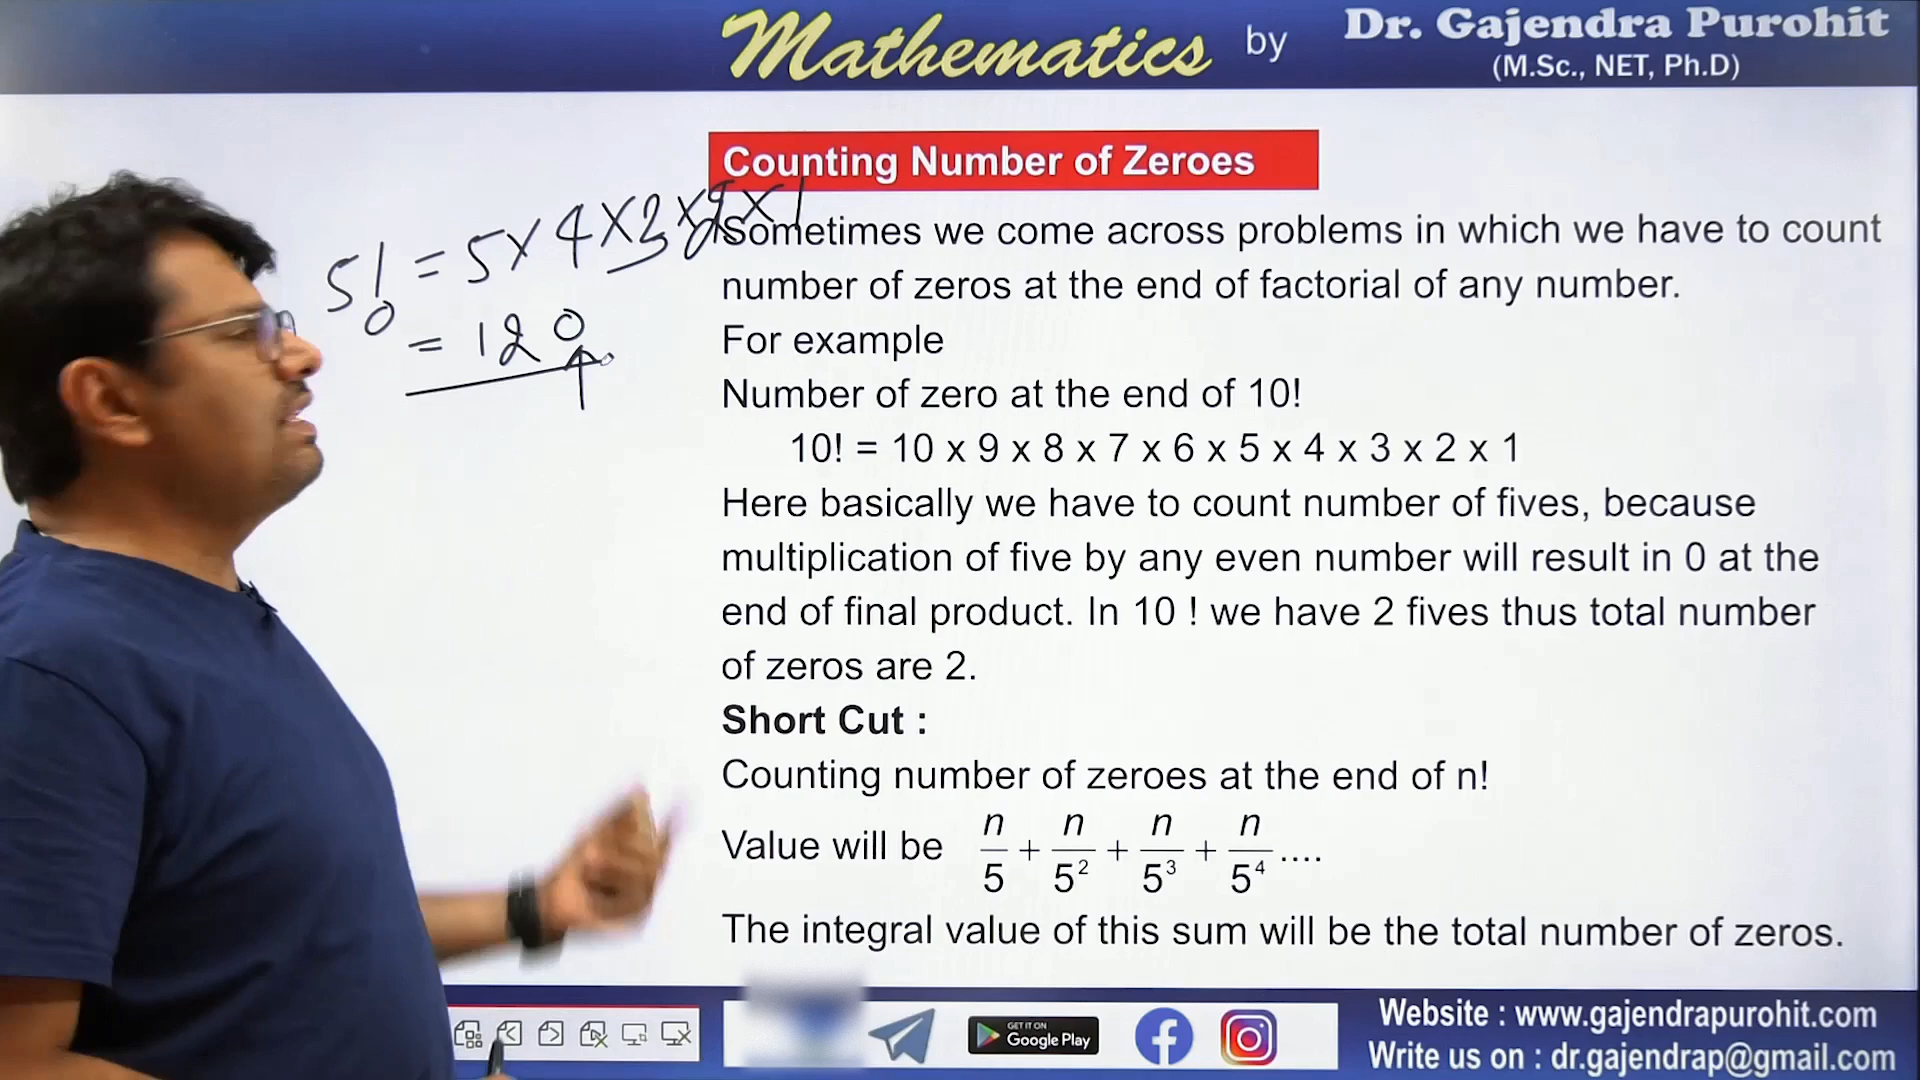 Mathematics by Dr. Gajendra Purohit
(M.Sc., NET, Ph.D)
Counting Number of Zeroes
5! = 5×4×3×2×1
= 120
Sometimes we come across problems in which we have to count
number of zeros at the end of factorial of any number.
For example
Number of zero at the end of 10!
10! = 10 x 9 x 8 x 7 x 6 x 5 x 4 x 3 x 2 x 1
Here basically we have to count number of fives, because
multiplication of five by any even number will result in 0 at the
end of final product. In 10 ! we have 2 fives thus total number
of zeros are 2.
Short Cut :
Counting number of zeroes at the end of n!
Value will be n/5 + n/5² + n/5³ + n/5⁴ ....
The integral value of this sum will be the total number of zeros.
GET IT ON
Google Play
Website : www.gajendrapurohit.com
Write us on : dr.gajendrap@gmail.com